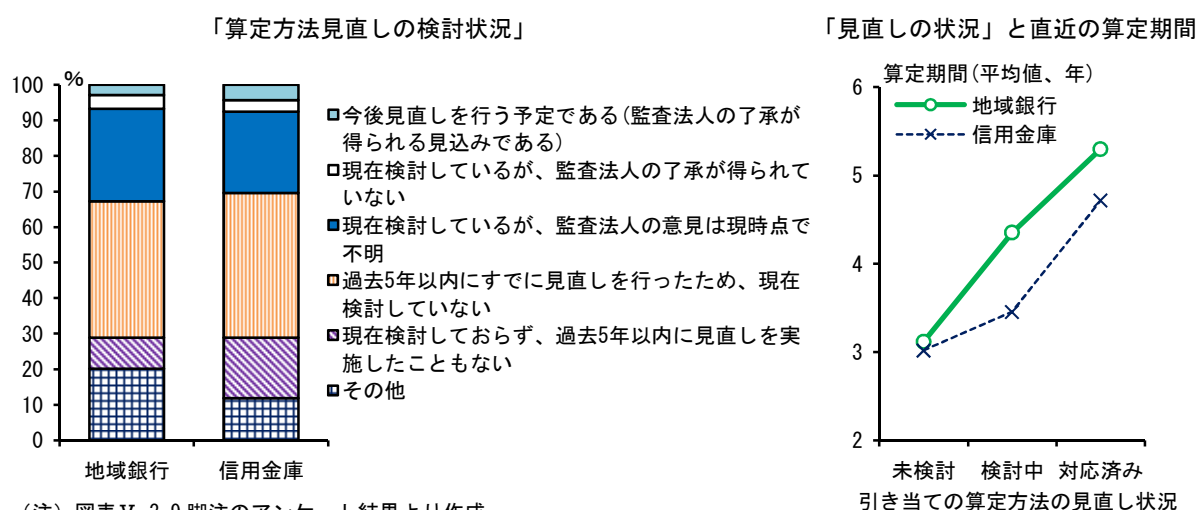 「算定方法見直しの検討状況」
%
100
90
80
70
60
50
40
30
20
10
0
地域銀行
信用金庫
今後見直しを行う予定である(監査法人の了承が
得られる見込みである)
現在検討しているが、監査法人の了承が得られて
いない
現在検討しているが、監査法人の意見は現時点で
不明
過去5年以内にすでに見直しを行ったため、現在
検討していない
現在検討しておらず、過去5年以内に見直しを実
施したこともない
その他
「見直しの状況」と直近の算定期間
算定期間(平均値、年)
6
5
4
3
2
地域銀行
信用金庫
未検討 検討中 対応済み
引き当ての算定方法の見直し状況